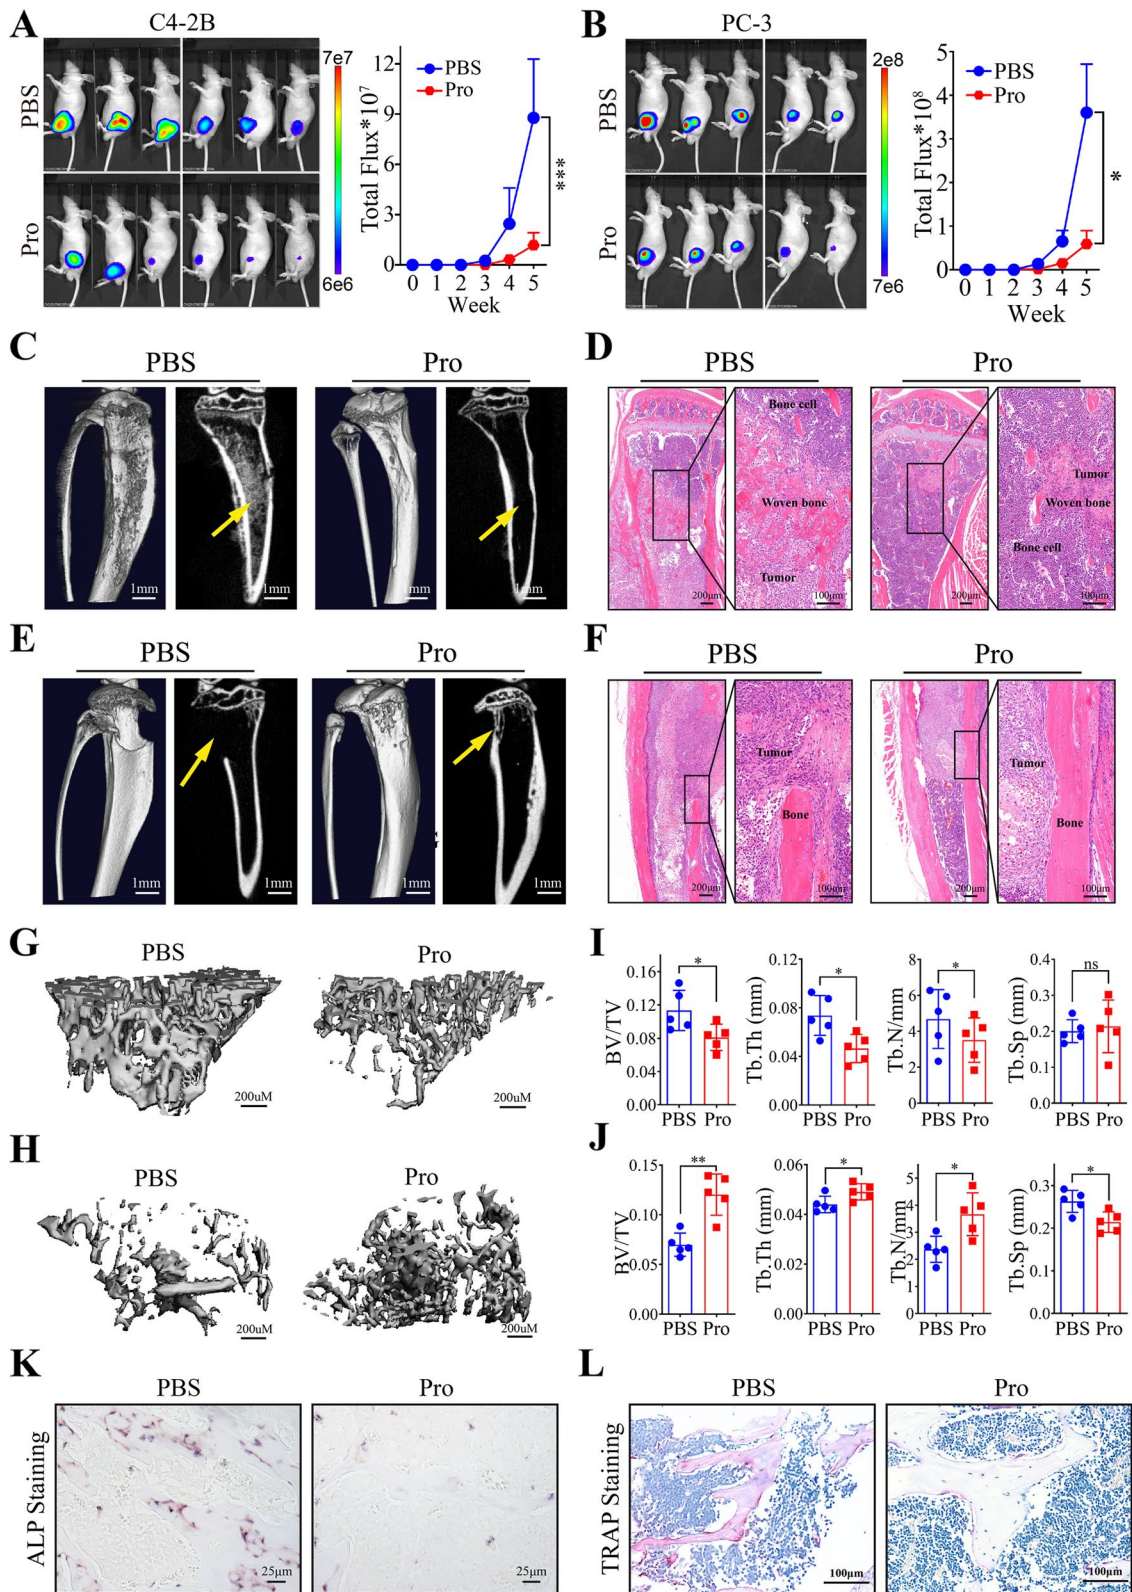 A
C4-2B
PBS
Pro
7e7
6e6
Total Flux*10^7
12
9
6
3
0
PBS
Pro
***
0 1 2 3 4 5
Week
B
PC-3
PBS
Pro
2e8
7e6
Total Flux*10^8
5
4
3
2
1
0
PBS
Pro
*
0 1 2 3 4 5
Week
C
PBS Pro
1mm 1mm 1mm 1mm
D
PBS Pro
Bone cell
Woven bone
Tumor
200μm 100μm
Tumor
Woven bone
Bone cell
200μm 100μm
E
PBS Pro
1mm 1mm 1mm 1mm
F
PBS Pro
Tumor
Bone
200μm 100μm
Tumor
Bone
200μm 100μm
G
PBS Pro
200uM 200uM
H
PBS Pro
200uM 200uM
I
BV/TV
0.16
0.12
0.08
0.04
0.00
*
PBS Pro
Tb.Th (mm)
0.12
0.08
0.04
0.00
*
PBS Pro
Tb.N/mm
8
6
4
2
0
*
PBS Pro
Tb.Sp (mm)
0.4
0.3
0.2
0.1
0.0
ns
PBS Pro
J
BV/TV
0.15
0.10
0.05
0.00
**
PBS Pro
Tb.Th (mm)
0.06
0.04
0.02
0.00
*
PBS Pro
Tb.N/mm
5
4
3
2
1
0
*
PBS Pro
Tb.Sp (mm)
0.3
0.2
0.1
0.0
*
PBS Pro
K
PBS Pro
ALP Staining
25μm 25μm
L
PBS Pro
TRAP Staining
100μm 100μm